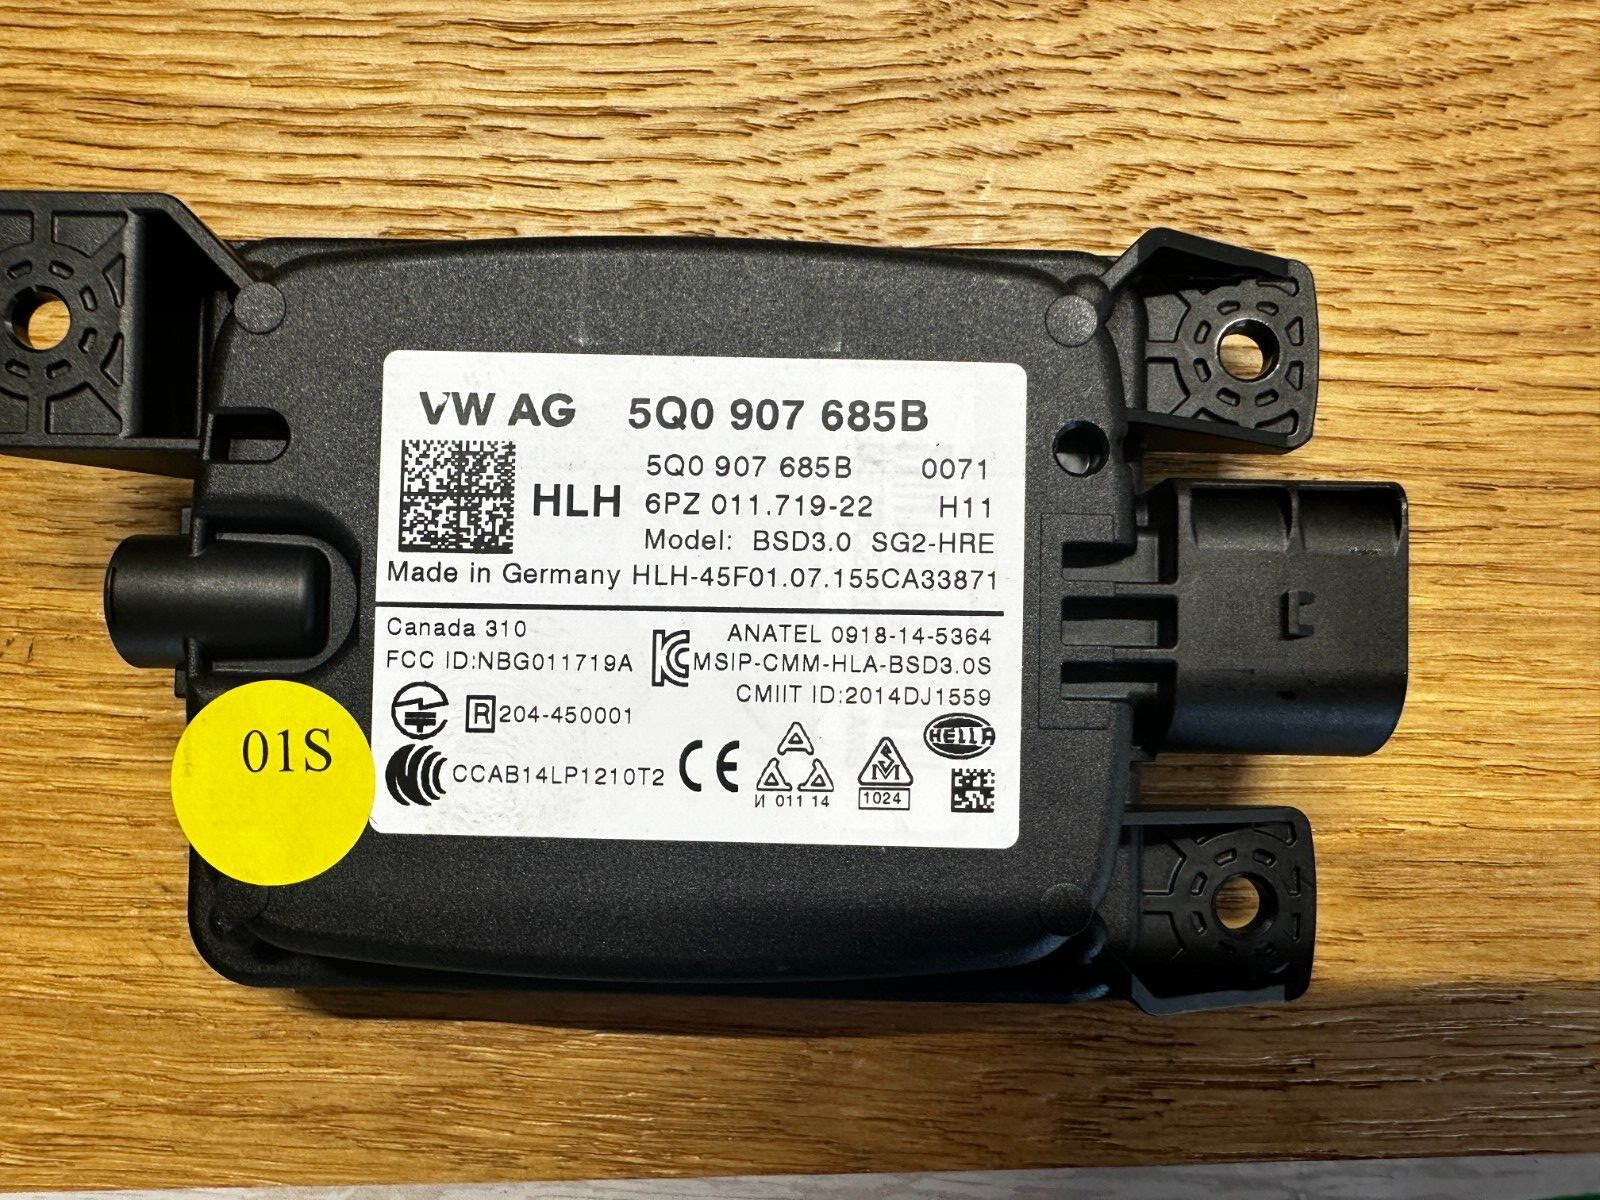 VW AG 5Q0 907 685B
5Q0 907 685B 0071
HLH 6PZ 011.719-22 H11
Model: BSD3.0 SG2-HRE
Made in Germany HLH-45F01.07.155CA33871
Canada 310
ANATEL 0918-14-5364
FCC ID:NBG011719A
MSIP-CMM-HLA-BSD3.0S
CMIIT ID:2014DJ1559
R 204-450001
HELLA
CCAB14LP1210T2 CE
И 011 14
1024
01S